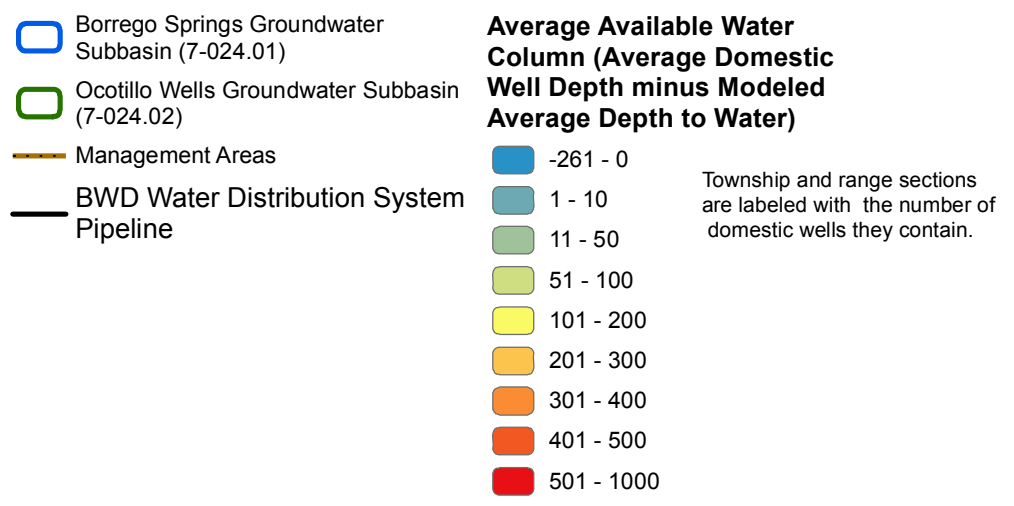 Borrego Springs Groundwater
Subbasin (7-024.01)
Ocotillo Wells Groundwater Subbasin
(7-024.02)
Management Areas
BWD Water Distribution System
Pipeline
Average Available Water
Column (Average Domestic
Well Depth minus Modeled
Average Depth to Water)
-261 - 0
1 - 10
11 - 50
51 - 100
101 - 200
201 - 300
301 - 400
401 - 500
501 - 1000
Township and range sections
are labeled with the number of
domestic wells they contain.